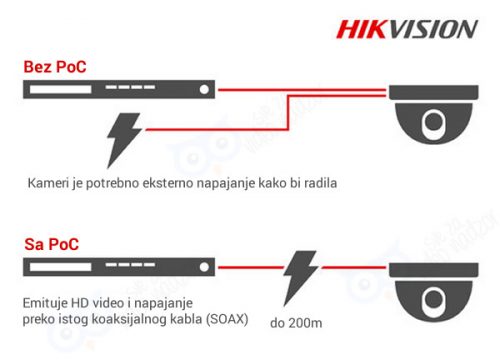 HIKVISION
Bez PoC
Kameri je potrebno eksterno napajanje kako bi radila
Sa PoC
Emituje HD video i napajanje
preko istog koaksijalnog kabla (SOAX)
do 200m